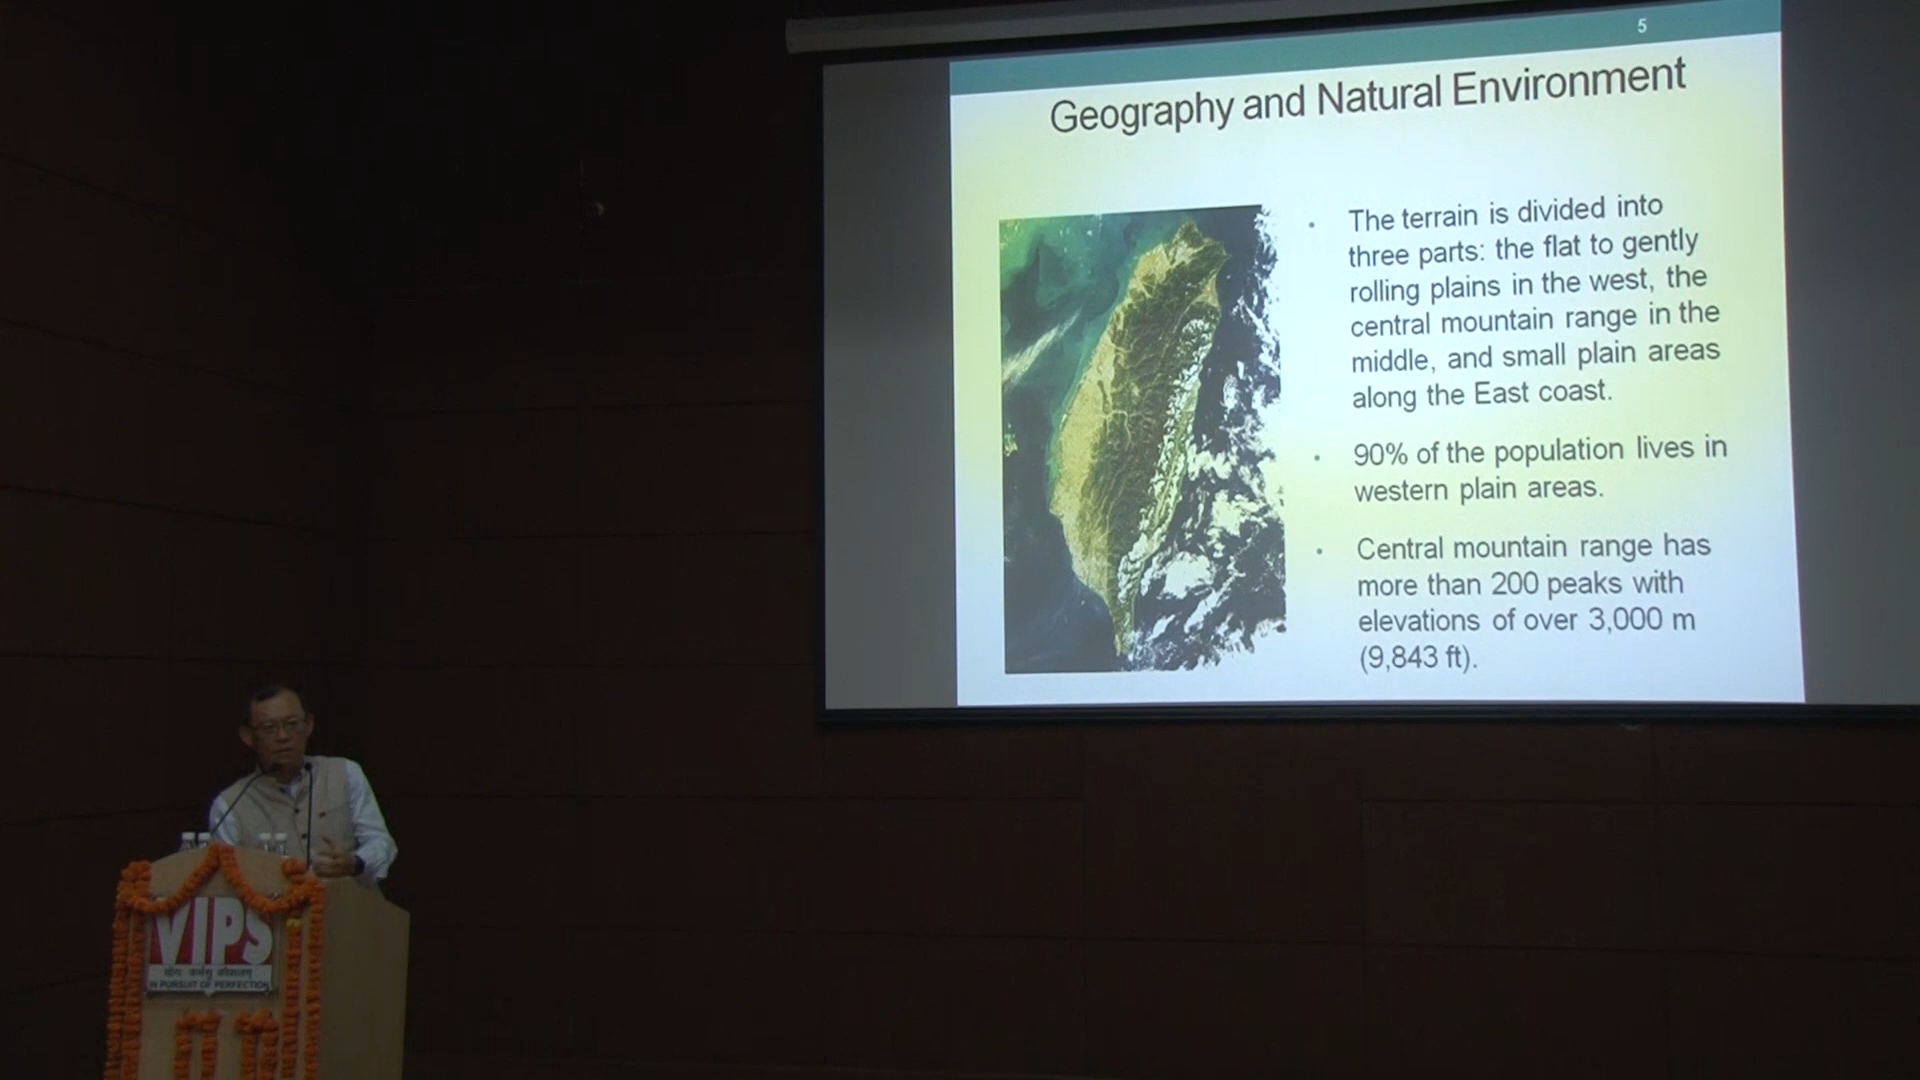 5
Geography and Natural Environment
• The terrain is divided into
three parts: the flat to gently
rolling plains in the west, the
central mountain range in the
middle, and small plain areas
along the East coast.
• 90% of the population lives in
western plain areas.
• Central mountain range has
more than 200 peaks with
elevations of over 3,000 m
(9,843 ft).
VIPS
योगः कर्मसु कौशलम्
IN PURSUIT OF PERFECTION